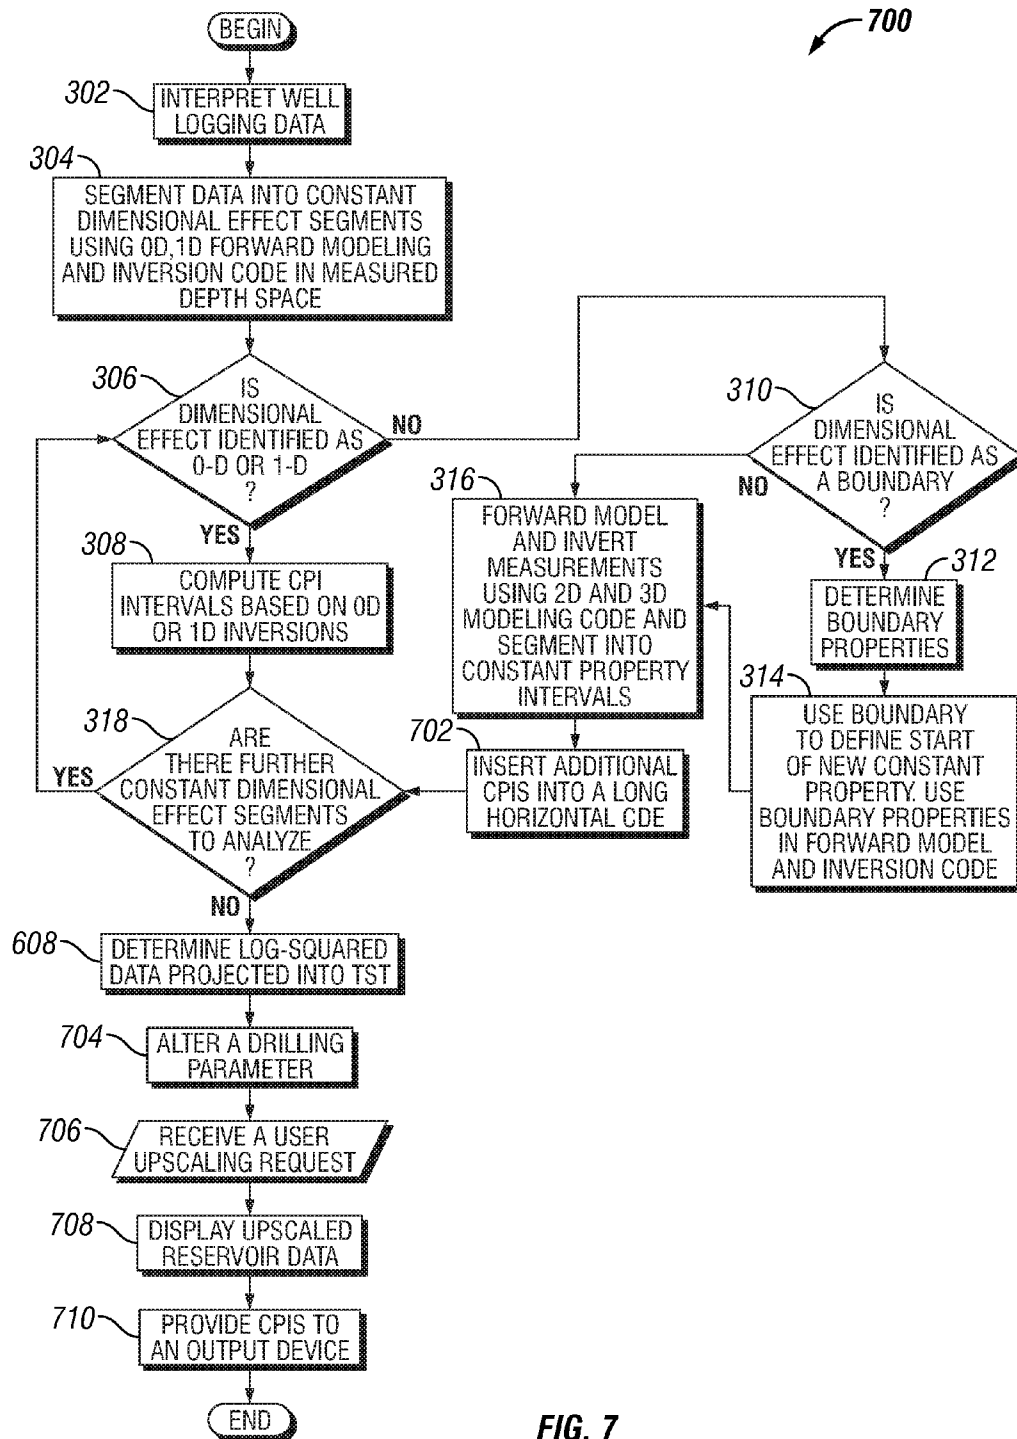 BEGIN
700
302
INTERPRET WELL
LOGGING DATA
304
SEGMENT DATA INTO CONSTANT
DIMENSIONAL EFFECT SEGMENTS
USING 0D,1D FORWARD MODELING
AND INVERSION CODE IN MEASURED
DEPTH SPACE
306
IS
DIMENSIONAL
EFFECT IDENTIFIED AS
0-D OR 1-D
?
NO
YES
308
COMPUTE CPI
INTERVALS BASED ON 0D
OR 1D INVERSIONS
310
IS
DIMENSIONAL
EFFECT IDENTIFIED AS
A BOUNDARY
?
NO
YES
312
DETERMINE
BOUNDARY
PROPERTIES
314
USE BOUNDARY
TO DEFINE START
OF NEW CONSTANT
PROPERTY. USE
BOUNDARY PROPERTIES
IN FORWARD MODEL
AND INVERSION CODE
316
FORWARD MODEL
AND INVERT
MEASUREMENTS
USING 2D AND 3D
MODELING CODE AND
SEGMENT INTO
CONSTANT PROPERTY
INTERVALS
702
INSERT ADDITIONAL
CPIS INTO A LONG
HORIZONTAL CDE
318
ARE
THERE FURTHER
CONSTANT DIMENSIONAL
EFFECT SEGMENTS
TO ANALYZE
?
YES
NO
608
DETERMINE LOG-SQUARED
DATA PROJECTED INTO TST
704
ALTER A DRILLING
PARAMETER
706
RECEIVE A USER
UPSCALING REQUEST
708
DISPLAY UPSCALED
RESERVOIR DATA
710
PROVIDE CPIS TO
AN OUTPUT DEVICE
END
FIG. 7